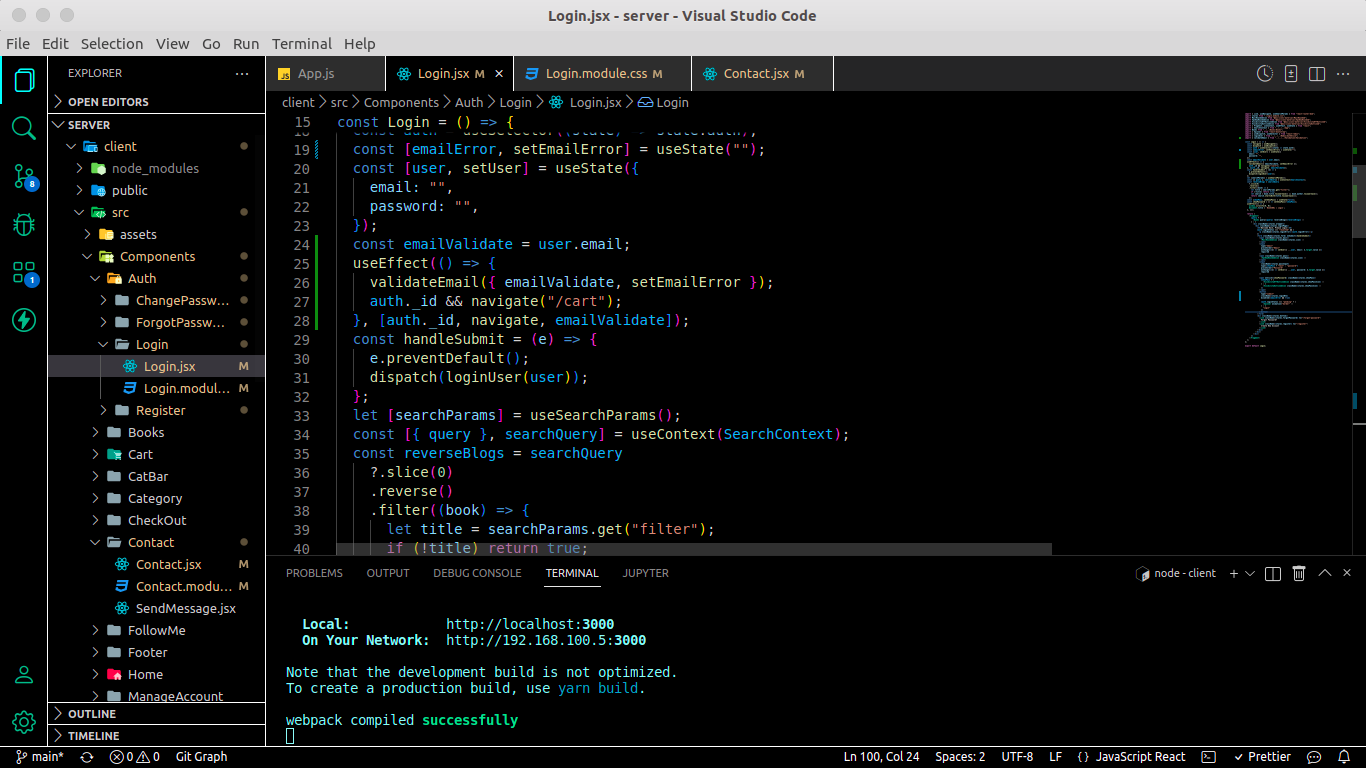 Login.jsx - server - Visual Studio Code
File Edit Selection View Go Run Terminal Help
EXPLORER
OPEN EDITORS
SERVER
client
node_modules
public
src
assets
Components
Auth
ChangePassw...
ForgotPassw...
Login
Login.jsx M
Login.modul... M
Register
Books
Cart
CatBar
Category
CheckOut
Contact
Contact.jsx M
Contact.modu... M
SendMessage.jsx
FollowMe
Footer
Home
ManageAccount
OUTLINE
TIMELINE
8
1
JS App.js
Login.jsx M ×
Login.module.css M
Contact.jsx M
client > src > Components > Auth > Login > Login.jsx > Login
15 const Login = () => {
18 const auth = useSelector((state) => state.auth);
19 const [emailError, setEmailError] = useState("");
20 const [user, setUser] = useState({
21 email: "",
22 password: "",
23 });
24 const emailValidate = user.email;
25 useEffect(() => {
26 validateEmail({ emailValidate, setEmailError });
27 auth._id && navigate("/cart");
28 }, [auth._id, navigate, emailValidate]);
29 const handleSubmit = (e) => {
30 e.preventDefault();
31 dispatch(loginUser(user));
32 };
33 let [searchParams] = useSearchParams();
34 const [{ query }, searchQuery] = useContext(SearchContext);
35 const reverseBlogs = searchQuery
36 ?.slice(0)
37 .reverse()
38 .filter((book) => {
39 let title = searchParams.get("filter");
40 if (!title) return true;
PROBLEMS OUTPUT DEBUG CONSOLE TERMINAL JUPYTER
node - client
Local: http://localhost:3000
On Your Network: http://192.168.100.5:3000
Note that the development build is not optimized.
To create a production build, use yarn build.
webpack compiled successfully
main* 0 0 Git Graph
Ln 100, Col 24 Spaces: 2 UTF-8 LF {} JavaScript React Prettier